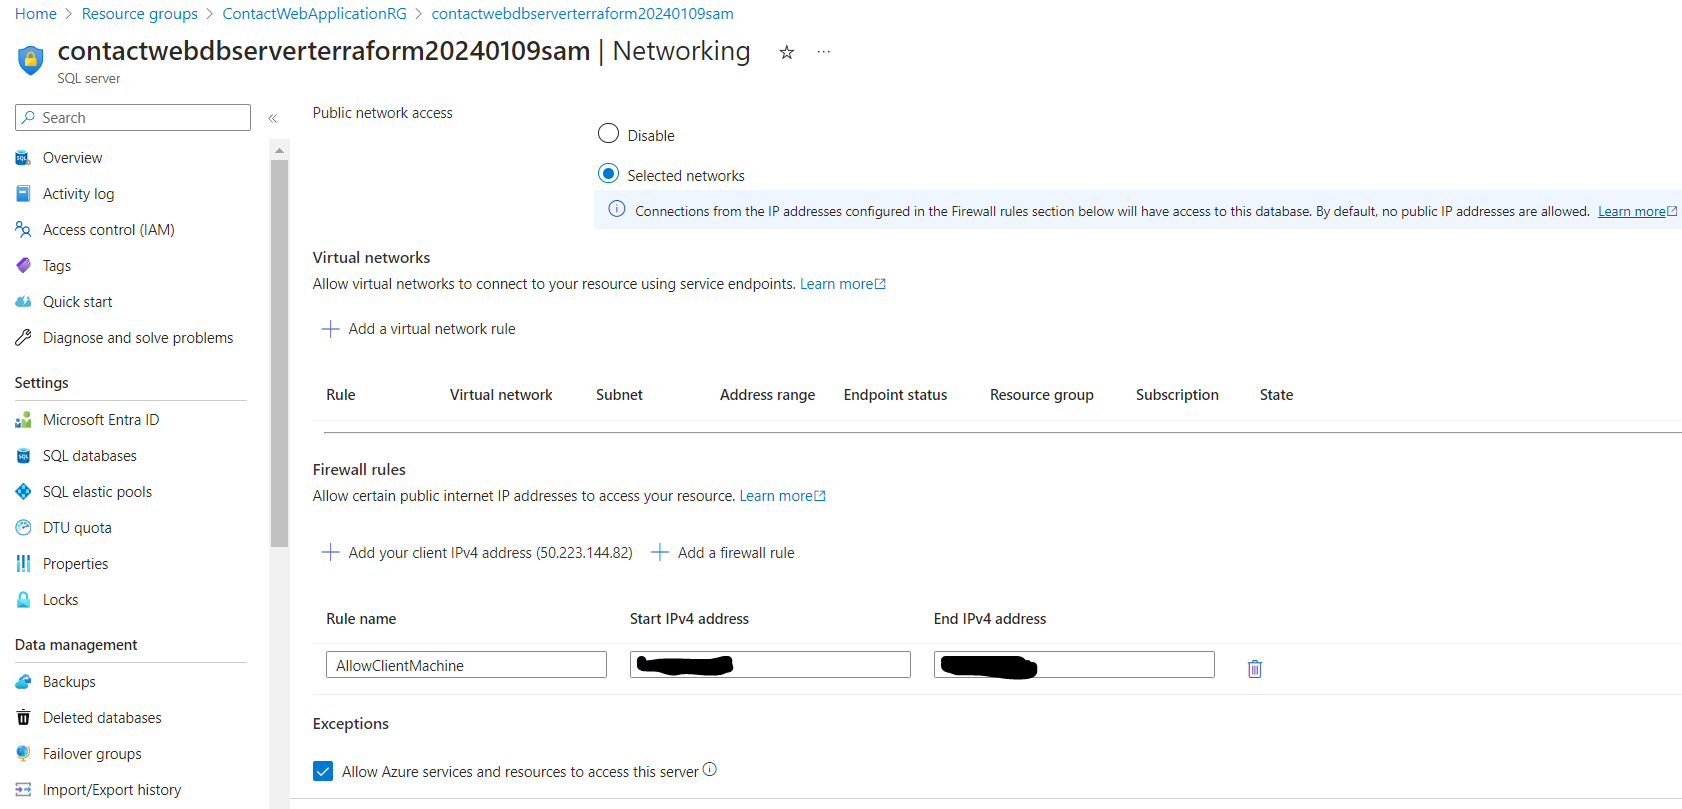 Home > Resource groups > ContactWebApplicationRG > contactwebdbserverterraform20240109sam
contactwebdbserverterraform20240109sam | Networking
SQL server
Search
Overview
Activity log
Access control (IAM)
Tags
Quick start
Diagnose and solve problems
Settings
Microsoft Entra ID
SQL databases
SQL elastic pools
DTU quota
Properties
Locks
Data management
Backups
Deleted databases
Failover groups
Import/Export history
Public network access
Disable
Selected networks
Connections from the IP addresses configured in the Firewall rules section below will have access to this database. By default, no public IP addresses are allowed. Learn more
Virtual networks
Allow virtual networks to connect to your resource using service endpoints. Learn more
Add a virtual network rule
Rule Virtual network Subnet Address range Endpoint status Resource group Subscription State
Firewall rules
Allow certain public internet IP addresses to access your resource. Learn more
Add your client IPv4 address (50.223.144.82) Add a firewall rule
Rule name Start IPv4 address End IPv4 address
AllowClientMachine
Exceptions
Allow Azure services and resources to access this server